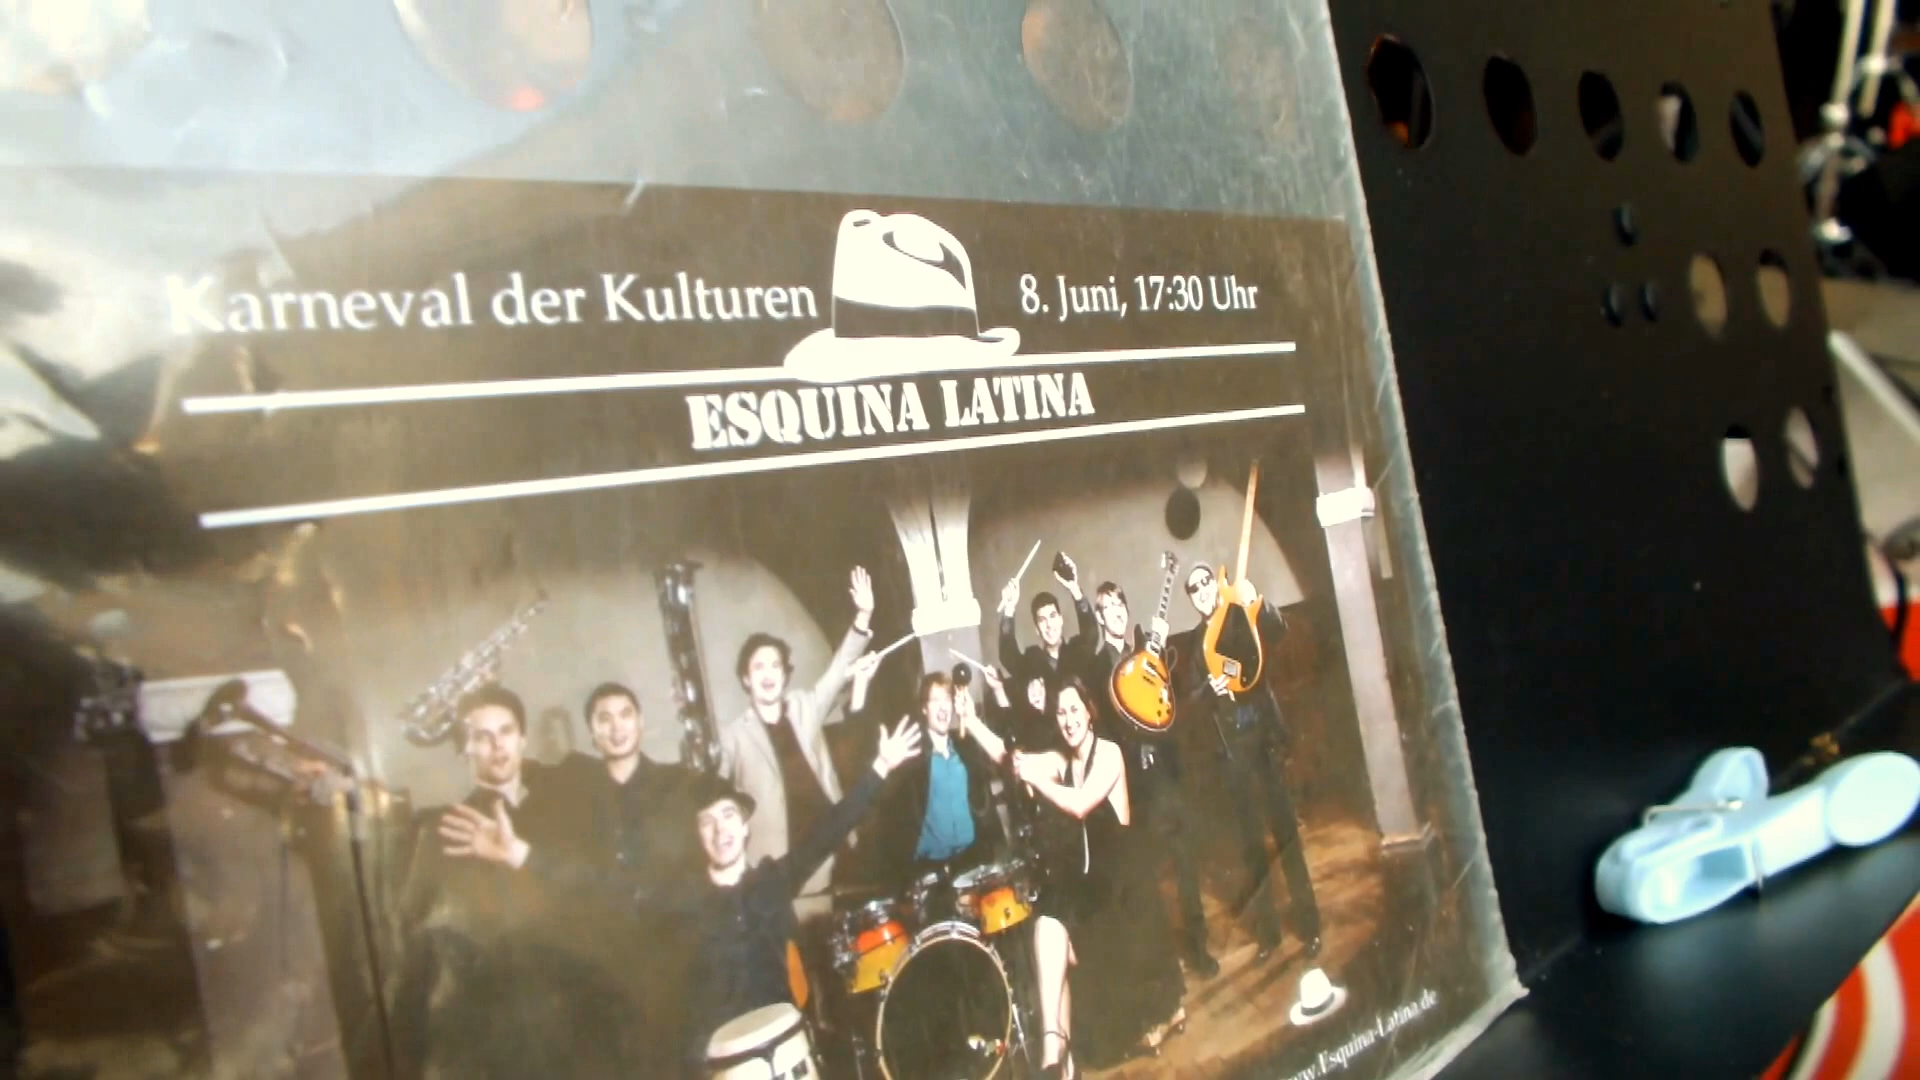 Karneval der Kulturen 8. Juni, 17:30 Uhr
ESQUINA LATINA
www.Esquina-Latina.de